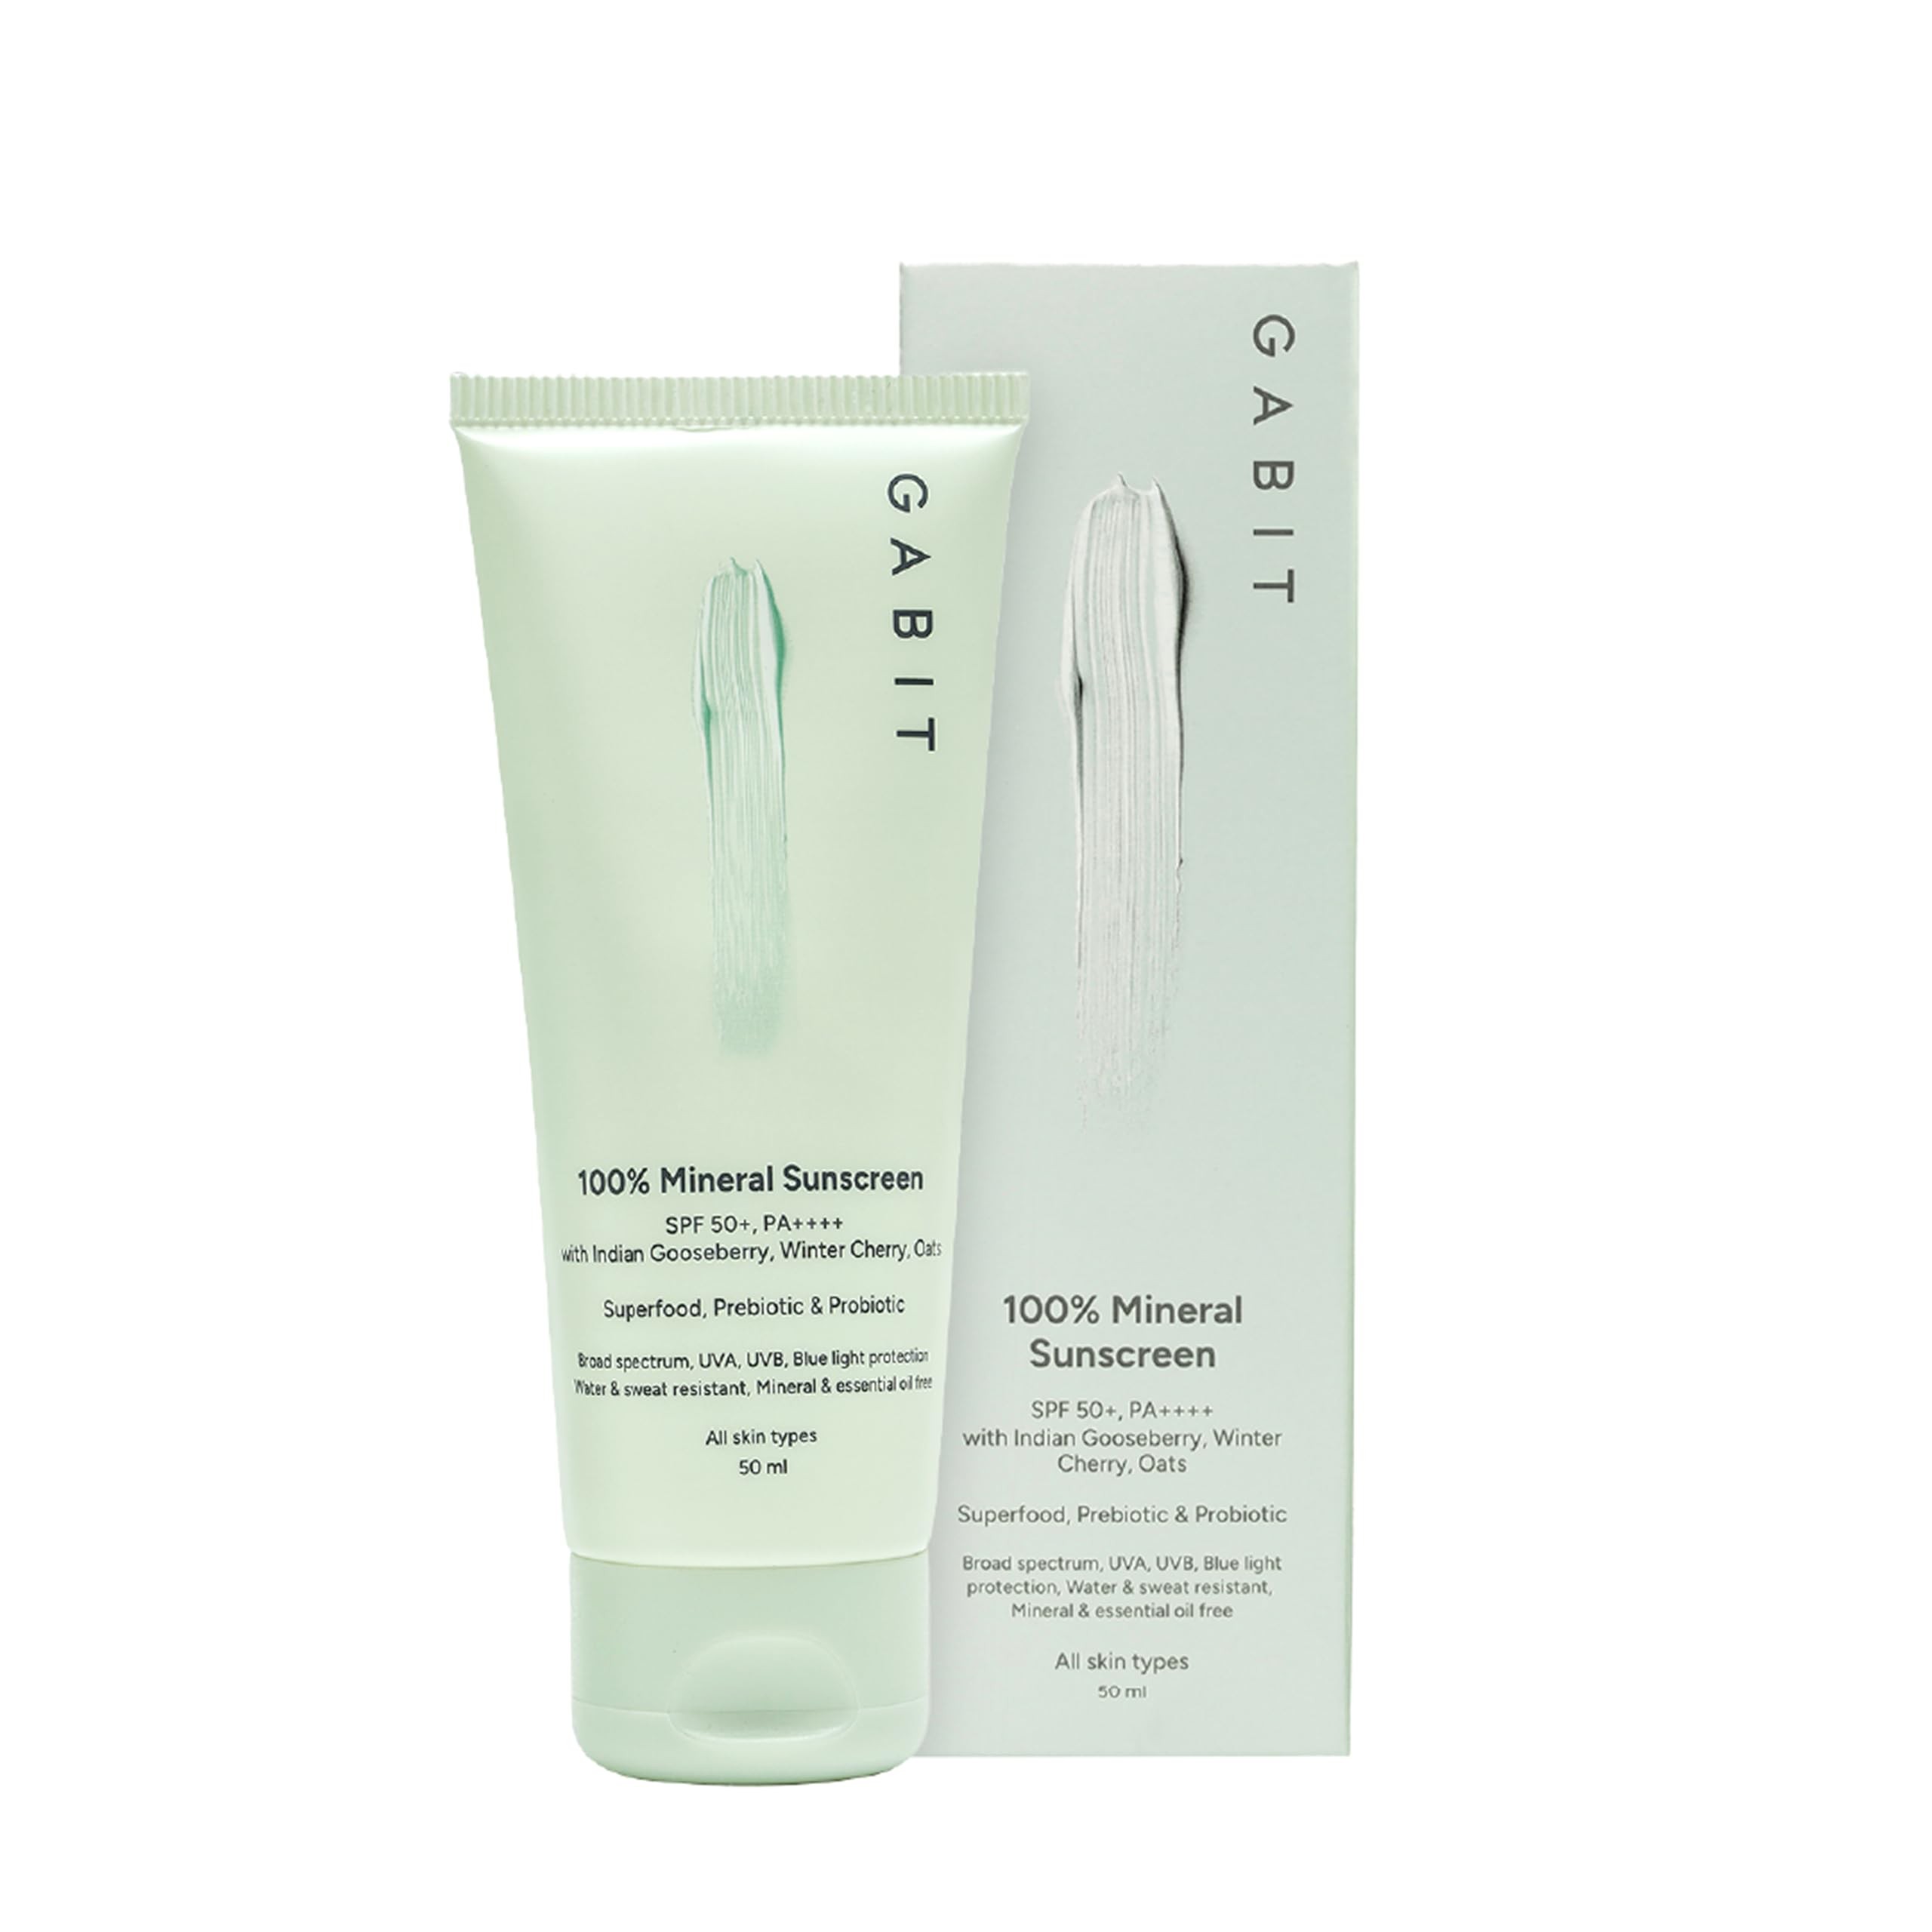 GABIT
100% Mineral Sunscreen
SPF 50+, PA++++
with Indian Gooseberry, Winter Cherry, Oats
Superfood, Prebiotic & Probiotic
Broad spectrum, UVA, UVB, Blue light protection
Water & sweat resistant, Mineral & essential oil free
All skin types
50 ml
GABIT
100% Mineral
Sunscreen
SPF 50+, PA++++
with Indian Gooseberry, Winter
Cherry, Oats
Superfood, Prebiotic & Probiotic
Broad spectrum, UVA, UVB, Blue light
protection, Water & sweat resistant,
Mineral & essential oil free
All skin types
50 ml